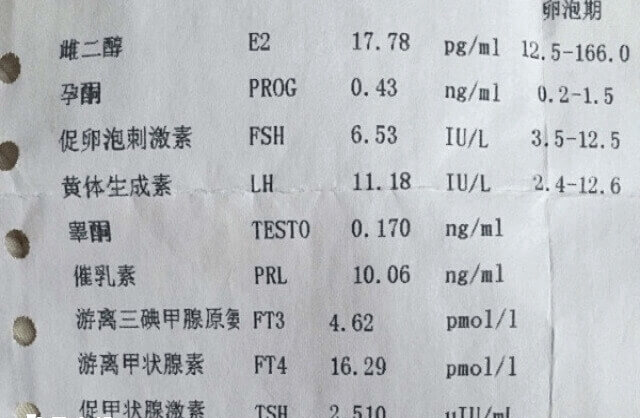 卵泡期
雌二醇 E2 17.78 pg/ml 12.5-166.0
孕酮 PROG 0.43 ng/ml 0.2-1.5
促卵泡刺激素 FSH 6.53 IU/L 3.5-12.5
黄体生成素 LH 11.18 IU/L 2.4-12.6
睾酮 TESTO 0.170 ng/ml
催乳素 PRL 10.06 ng/ml
游离三碘甲腺原氨 FT3 4.62 pmol/l
游离甲状腺素 FT4 16.29 pmol/l
促甲状腺激素 TSH 2.510 uIU/mL